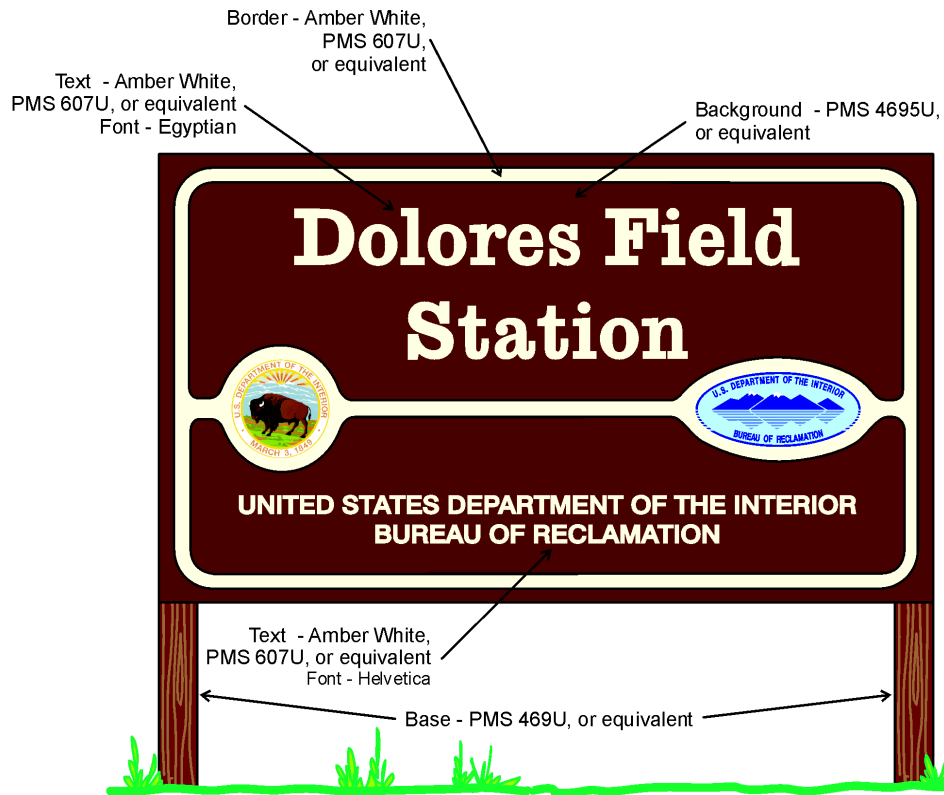 Border - Amber White,
PMS 607U,
or equivalent
Text - Amber White,
PMS 607U, or equivalent
Font - Egyptian
Background - PMS 4695U,
or equivalent
Dolores Field
Station
U.S. DEPARTMENT OF THE INTERIOR
MARCH 3, 1849
U.S. DEPARTMENT OF THE INTERIOR
BUREAU OF RECLAMATION
UNITED STATES DEPARTMENT OF THE INTERIOR
BUREAU OF RECLAMATION
Text - Amber White,
PMS 607U, or equivalent
Font - Helvetica
Base - PMS 469U, or equivalent